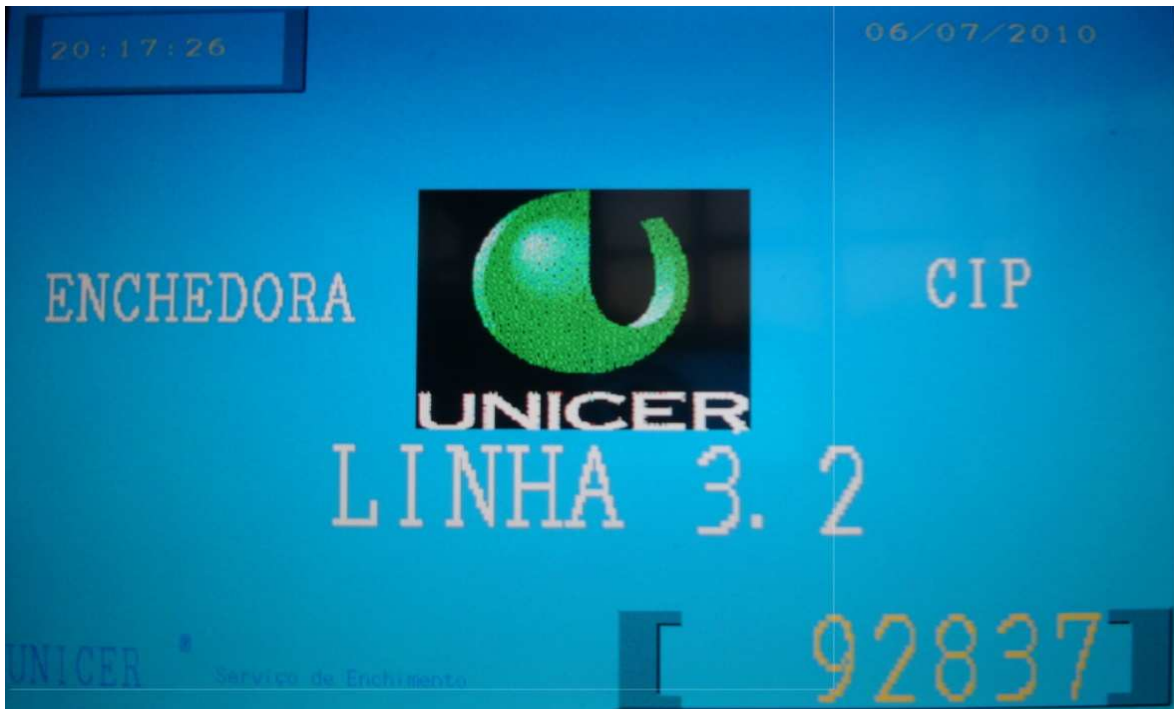 20:17:26
06/07/2010
ENCHEDORA
CIP
UNICER
LINHA 3.2
92837
UNICER
Serviço de Enchimento